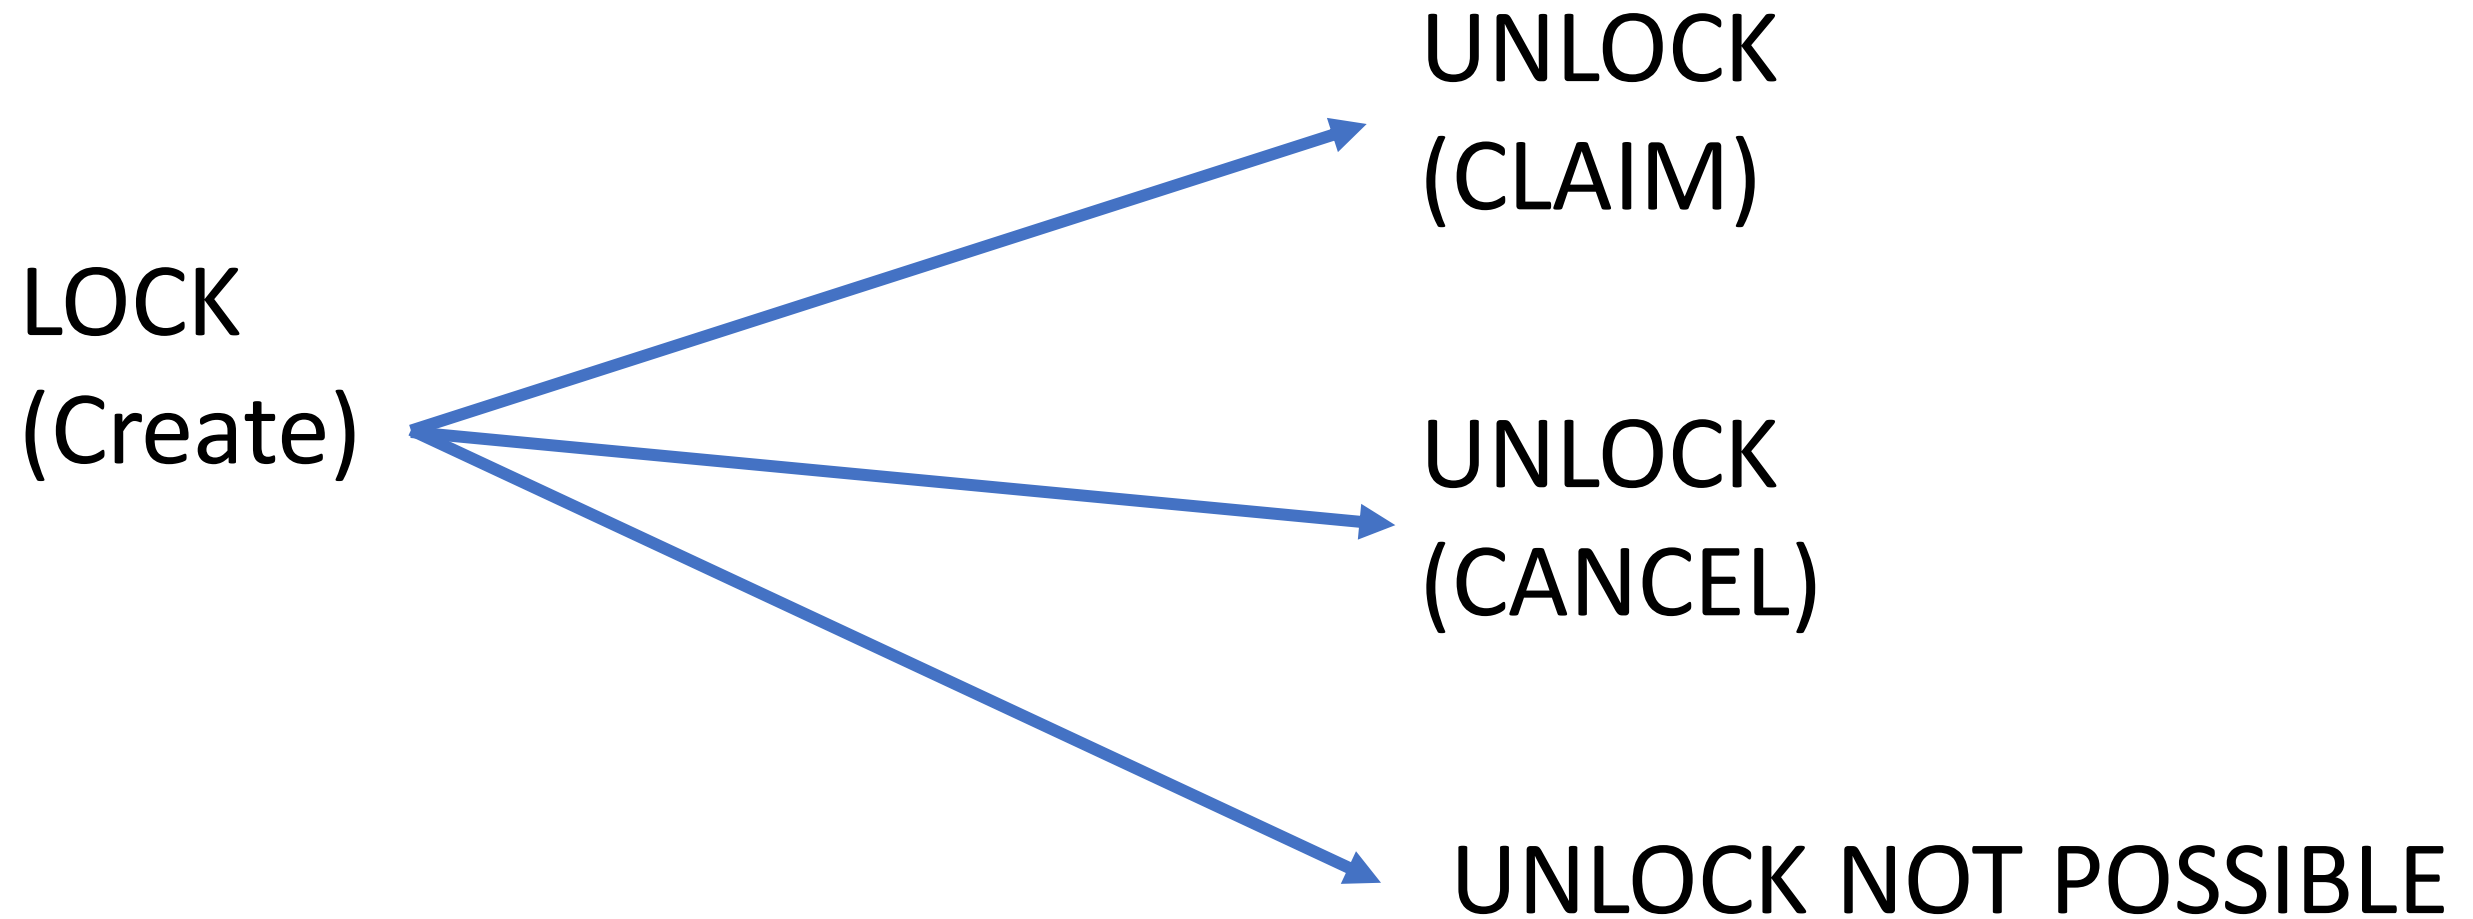 LOCK
(Create)
UNLOCK
(CLAIM)
UNLOCK
(CANCEL)
UNLOCK NOT POSSIBLE